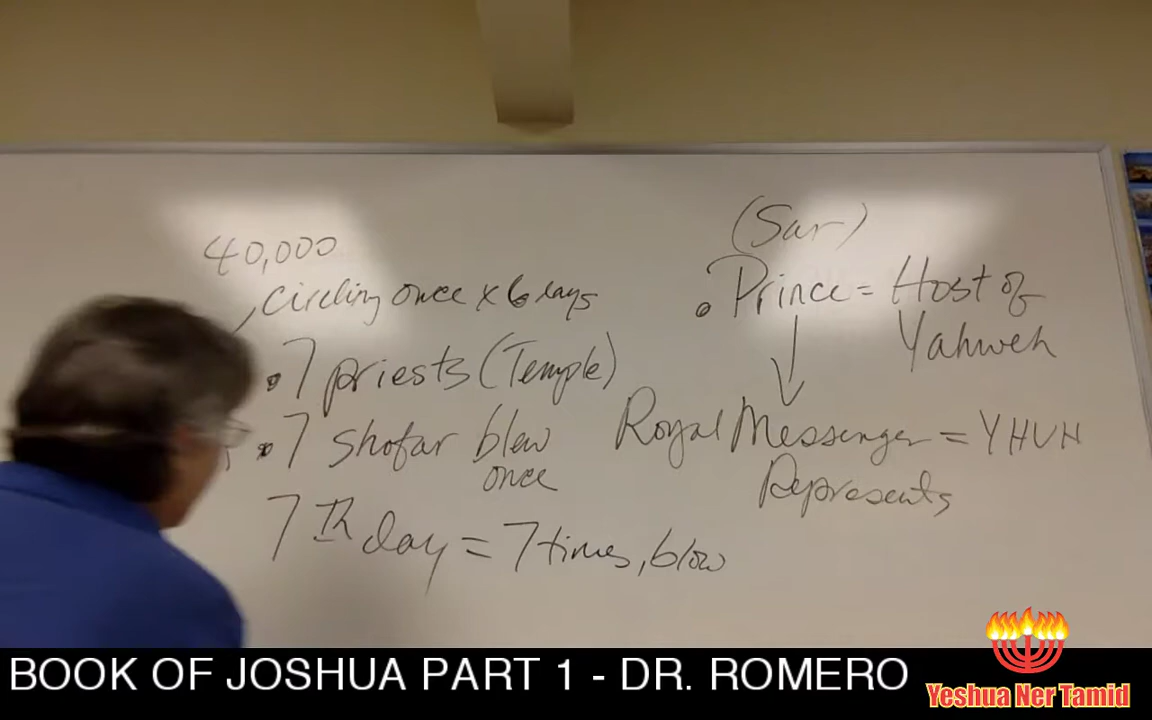 40,000
circling once x 6 days
• 7 priests (Temple)
• 7 shofar blew
once
7th day = 7 times, blow
(Sar)
• Prince = Host of
Yahweh
Royal Messenger = YHVH
Represents
BOOK OF JOSHUA PART 1 - DR. ROMERO
Yeshua Ner Tamid